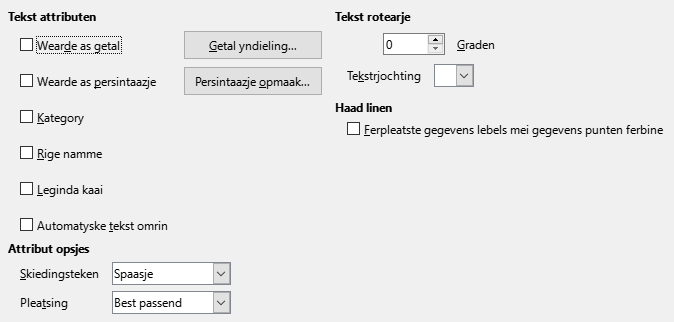 Tekst attributen
Wearde as getal
Getal yndieling...
Wearde as persintaazje
Persintaazje opmaak...
Kategory
Rige namme
Leginda kaai
Automatyske tekst omrin
Attribut opsjes
Skiedingsteken Spaasje
Pleatsing Best passend
Tekst rotearje
0 Graden
Tekstrjochting
Haad linen
Ferpleatste gegevens lebels mei gegevens punten ferbine